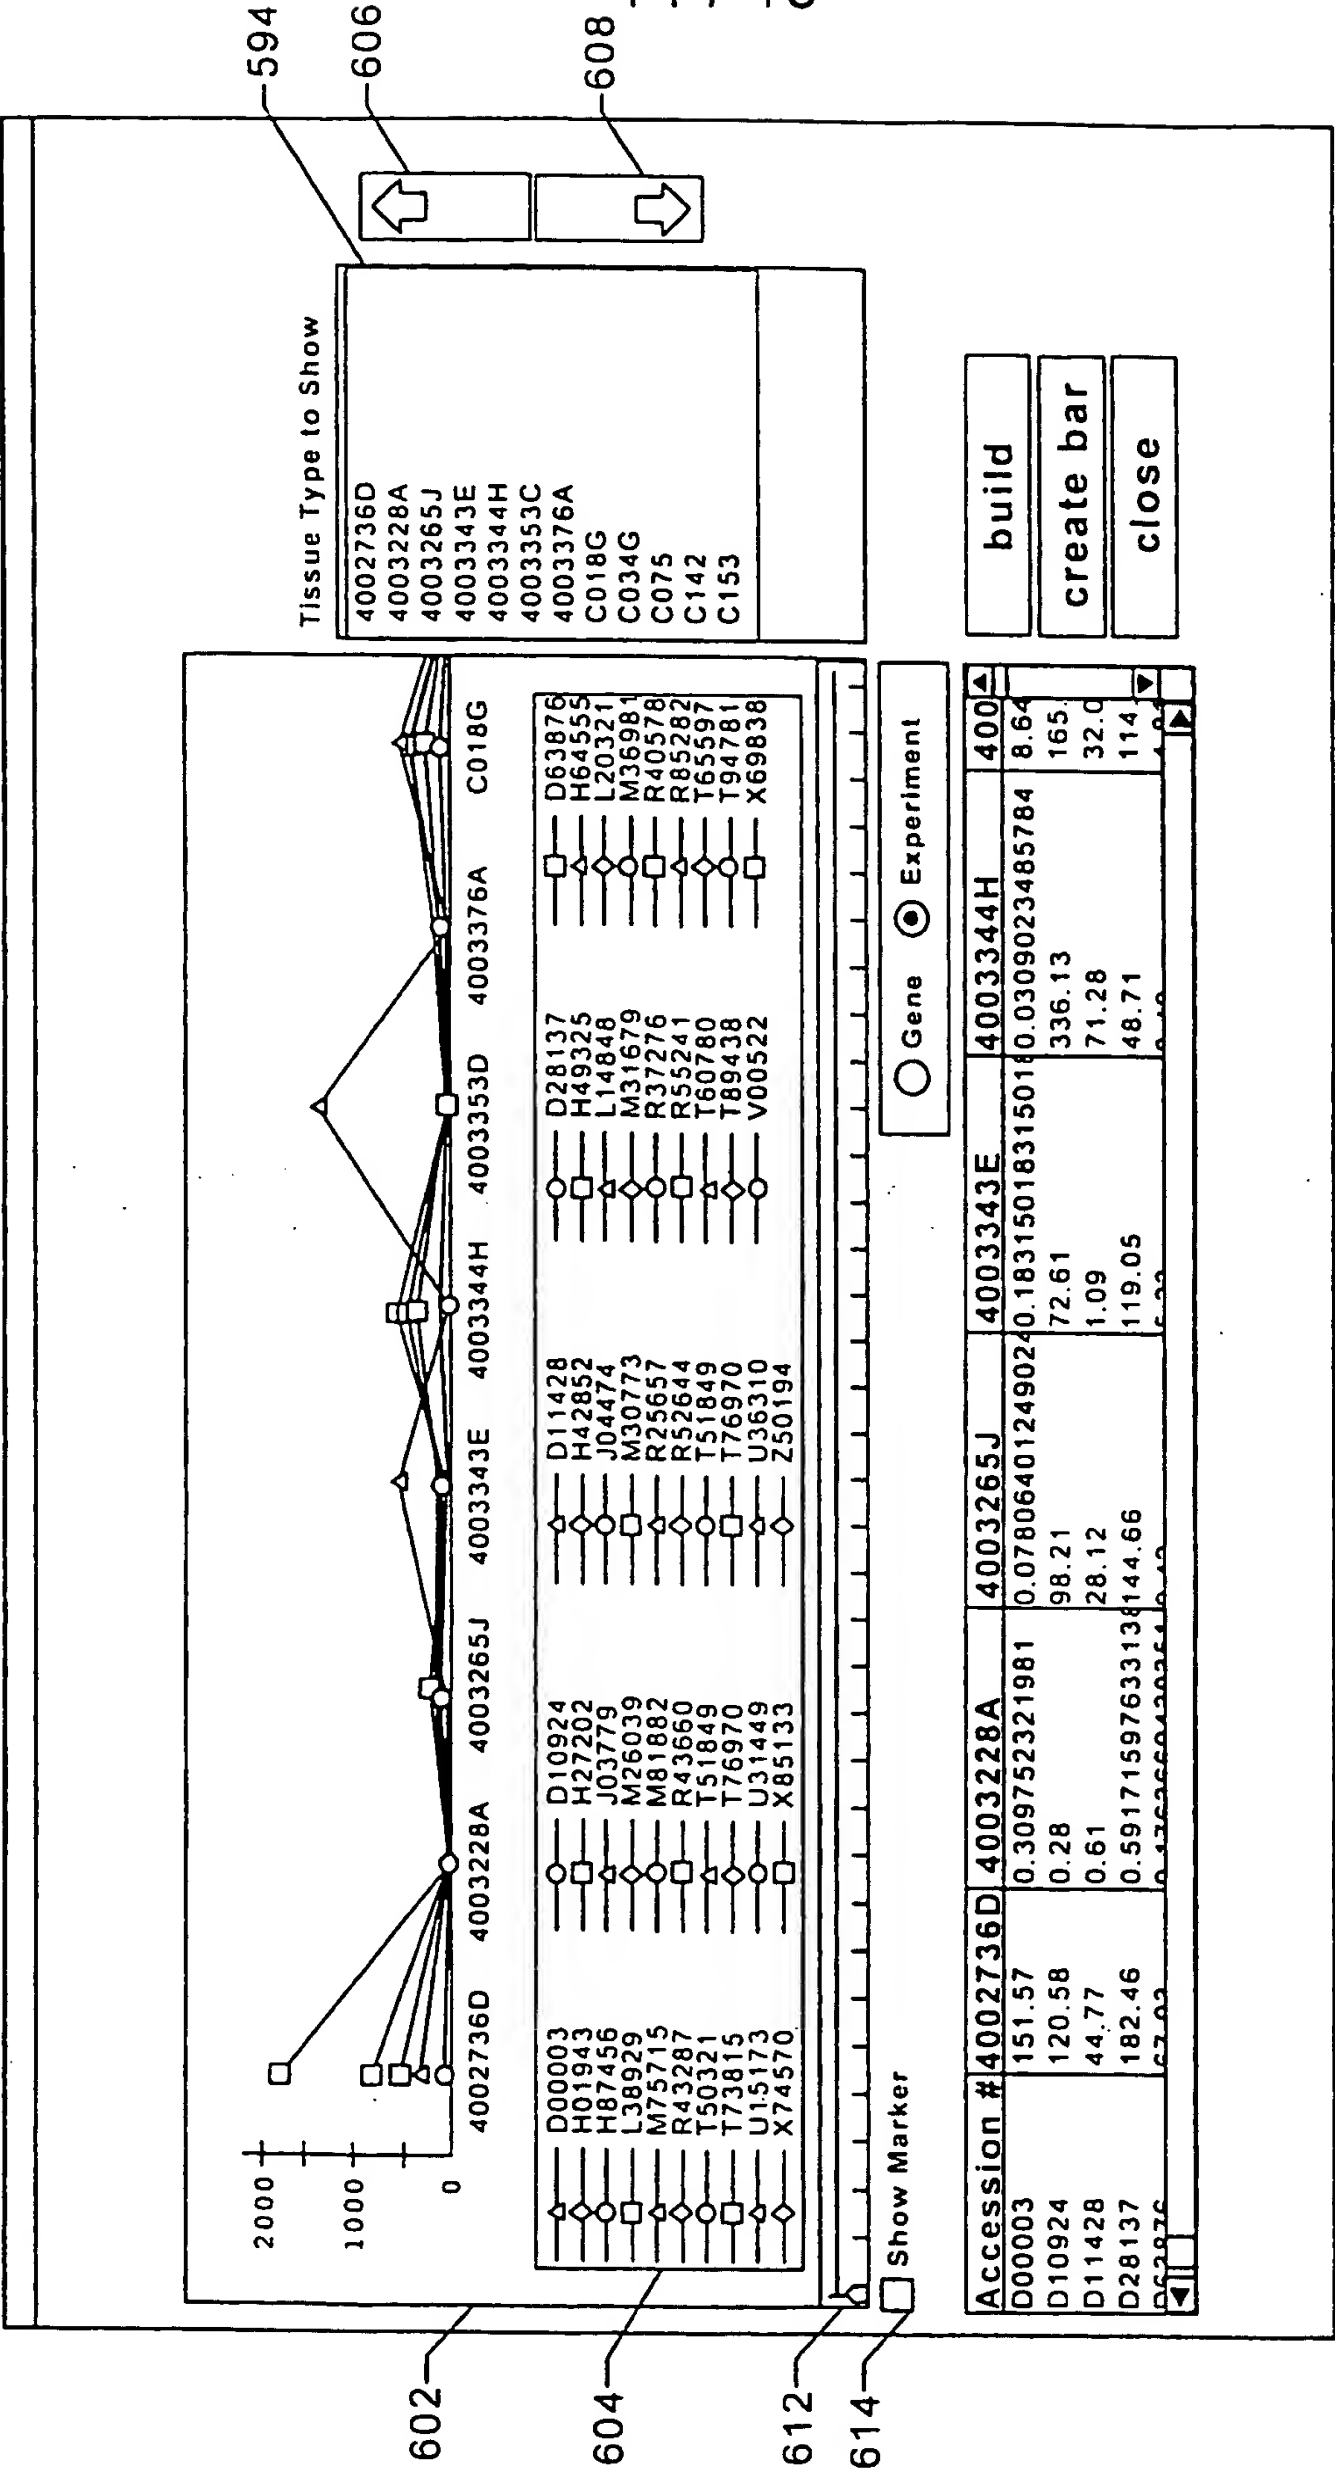 594
606
608
Tissue Type to Show
4002736D
4003228A
4003265J
4003343E
4003344H
4003353C
4003376A
C018G
C034G
C075
C142
C153
2000
1000
0
4002736D 4003228A 4003265J 4003343E 4003344H 4003353D 4003376A C018G
D00003 D10924 D11428 D28137 D63876
H01943 H27202 H42852 H49325 H64555
H87456 J03779 J04474 L14848 L20321
L38929 M26039 M30773 M31679 M36981
M75715 M81882 R25657 R37276 R40578
R43287 R43660 R52644 R55241 R85282
T50321 T51849 T51849 T60780 T65597
T73815 T76970 T76970 T89438 T94781
U15173 U31449 U36310 V00522 X69838
X74570 X85133 Z50194
602
604
612
614
Show Marker
Gene Experiment
Accession # 4002736D 4003228A 4003265J 4003343E 4003344H 400
D00003 151.57 0.309752321981 0.0780640124902 0.18315018315018 0.0309023485784 8.64
D10924 120.58 0.28 98.21 72.61 336.13 165.
D11428 44.77 0.61 28.12 1.09 71.28 32.0
D28137 182.46 0.5917159763313 144.66 119.05 48.71 114.
build
create bar
close